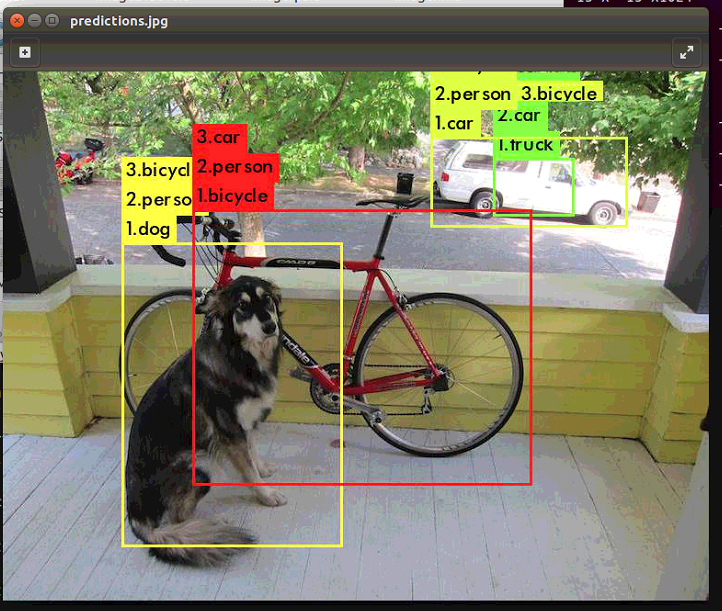 predictions.jpg
2.person 3.bicycle
1.car
2.car
1.truck
3.car
2.person
1.bicycle
3.bicycl
2.perso
1.dog